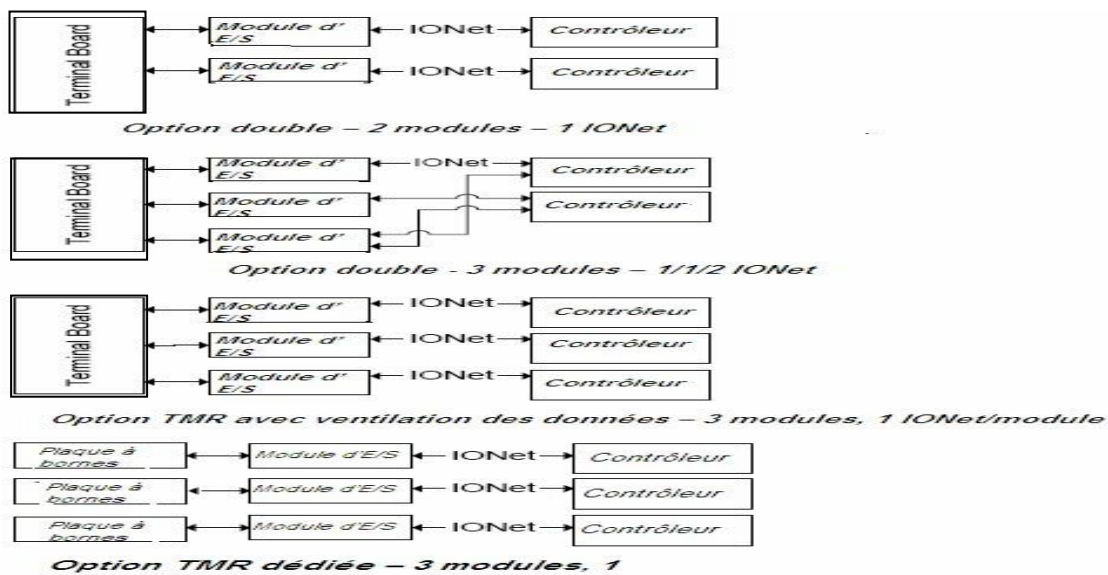 Terminal Board
Module d'
E/S
IONet
Contrôleur
Module d'
E/S
IONet
Contrôleur
Option double – 2 modules – 1 IONet
Terminal Board
Module d'
E/S
IONet
Contrôleur
Module d'
E/S
Contrôleur
Module d'
E/S
Option double - 3 modules – 1/1/2 IONet
Terminal Board
Module d'
E/S
IONet
Contrôleur
Module d'
E/S
IONet
Contrôleur
Module d'
E/S
IONet
Contrôleur
Option TMR avec ventilation des données – 3 modules, 1 IONet/module
Plaque à
bornes
Module d'E/S
IONet
Contrôleur
Plaque à
bornes
Module d'E/S
IONet
Contrôleur
Plaque à
bornes
Module d'E/S
IONet
Contrôleur
Option TMR dédiée – 3 modules, 1